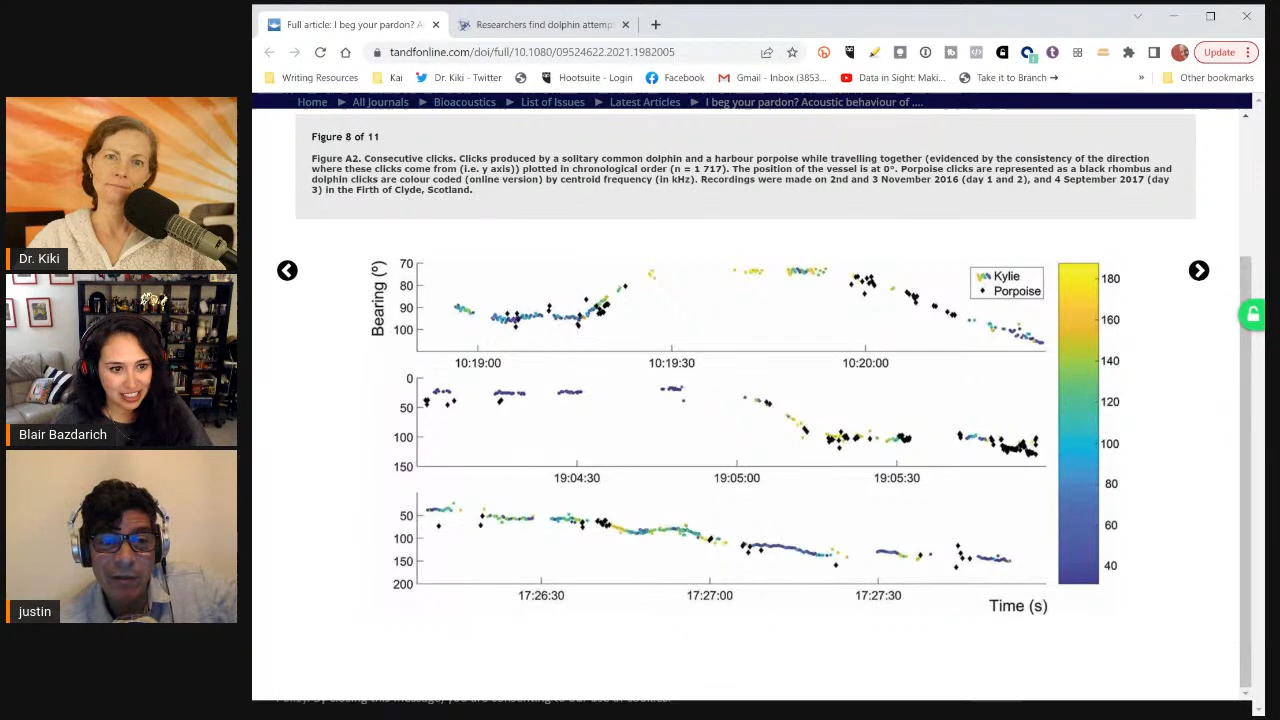 Full article: I beg your pardon? A
Researchers find dolphin attemp
tandfonline.com/doi/full/10.1080/09524622.2021.1982005
Update
Writing Resources
Kai
Dr. Kiki - Twitter
Hootsuite - Login
Facebook
Gmail - Inbox (3853...
Data in Sight: Maki...
Take it to Branch →
»
Other bookmarks
Home ► All Journals ► Bioacoustics ► List of Issues ► Latest Articles ► I beg your pardon? Acoustic behaviour of ....
Figure 8 of 11
Figure A2. Consecutive clicks. Clicks produced by a solitary common dolphin and a harbour porpoise while travelling together (evidenced by the consistency of the direction
where these clicks come from (i.e. y axis)) plotted in chronological order (n = 1 717). The position of the vessel is at 0°. Porpoise clicks are represented as a black rhombus and
dolphin clicks are colour coded (online version) by centroid frequency (in kHz). Recordings were made on 2nd and 3 November 2016 (day 1 and 2), and 4 September 2017 (day
3) in the Firth of Clyde, Scotland.
Bearing (º)
70
80
90
100
10:19:00
10:19:30
10:20:00
Kylie
Porpoise
0
50
100
150
19:04:30
19:05:00
19:05:30
50
100
150
200
17:26:30
17:27:00
17:27:30
Time (s)
180
160
140
120
100
80
60
40
Dr. Kiki
Blair Bazdarich
justin